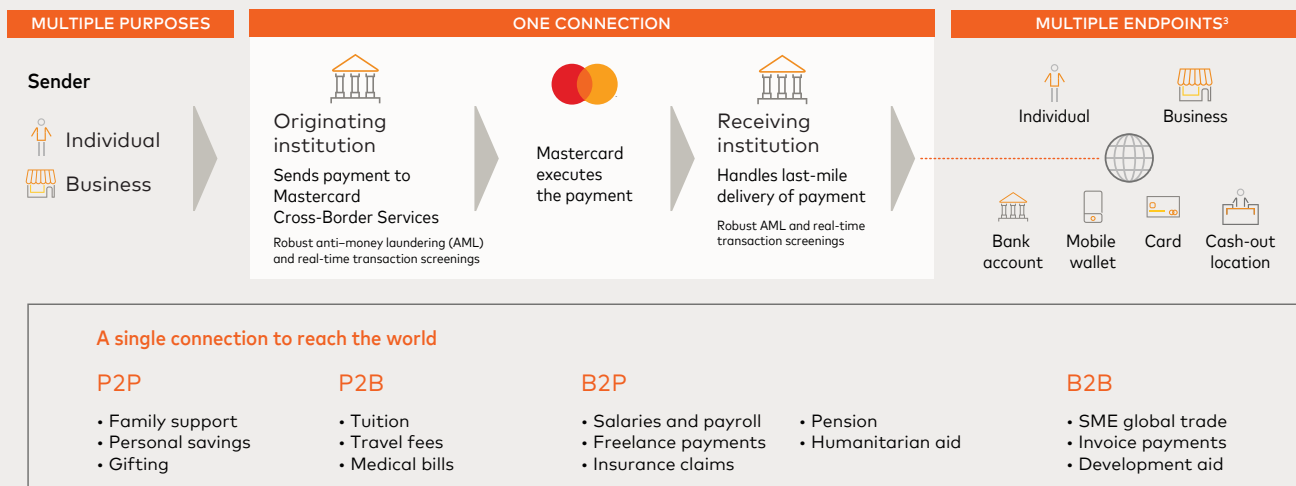 MULTIPLE PURPOSES
ONE CONNECTION
MULTIPLE ENDPOINTS³
Sender
Individual
Business
Originating
institution
Sends payment to
Mastercard
Cross-Border Services
Robust anti–money laundering (AML)
and real-time transaction screenings
Mastercard
executes
the payment
Receiving
institution
Handles last-mile
delivery of payment
Robust AML and real-time
transaction screenings
Individual
Business
Bank
account
Mobile
wallet
Card
Cash-out
location
A single connection to reach the world
P2P
• Family support
• Personal savings
• Gifting
P2B
• Tuition
• Travel fees
• Medical bills
B2P
• Salaries and payroll
• Freelance payments
• Insurance claims
• Pension
• Humanitarian aid
B2B
• SME global trade
• Invoice payments
• Development aid